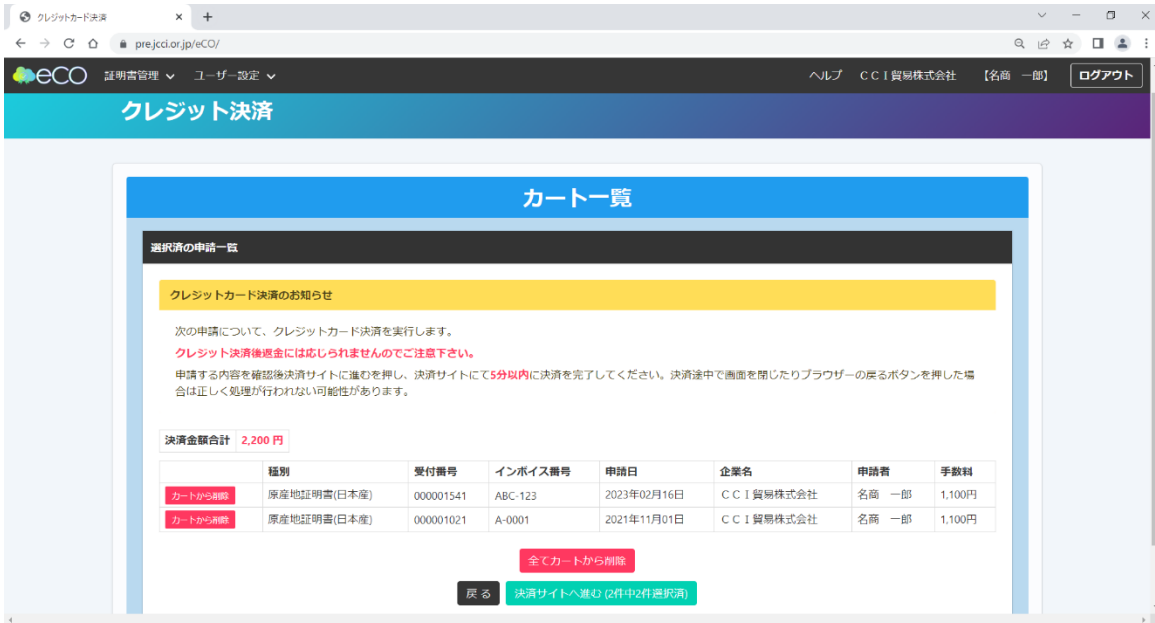 クレジットカード決済
pre.jcci.or.jp/eCO/
eCO 証明書管理 ユーザー設定 ヘルプ CCI貿易株式会社 【名商 一郎】 ログアウト
クレジット決済
カート一覧
選択済の申請一覧
クレジットカード決済のお知らせ
次の申請について、クレジットカード決済を実行します。
クレジット決済後返金には応じられませんのでご注意下さい。
申請する内容を確認後決済サイトに進むを押し、決済サイトにて5分以内に決済を完了してください。決済途中で画面を閉じたりブラウザーの戻るボタンを押した場
合は正しく処理が行われない可能性があります。
決済金額合計 2,200 円
種別 受付番号 インボイス番号 申請日 企業名 申請者 手数料
カートから削除 原産地証明書(日本産) 000001541 ABC-123 2023年02月16日 CCI貿易株式会社 名商 一郎 1,100円
カートから削除 原産地証明書(日本産) 000001021 A-0001 2021年11月01日 CCI貿易株式会社 名商 一郎 1,100円
全てカートから削除
戻る 決済サイトへ進む (2件中2件選択済)